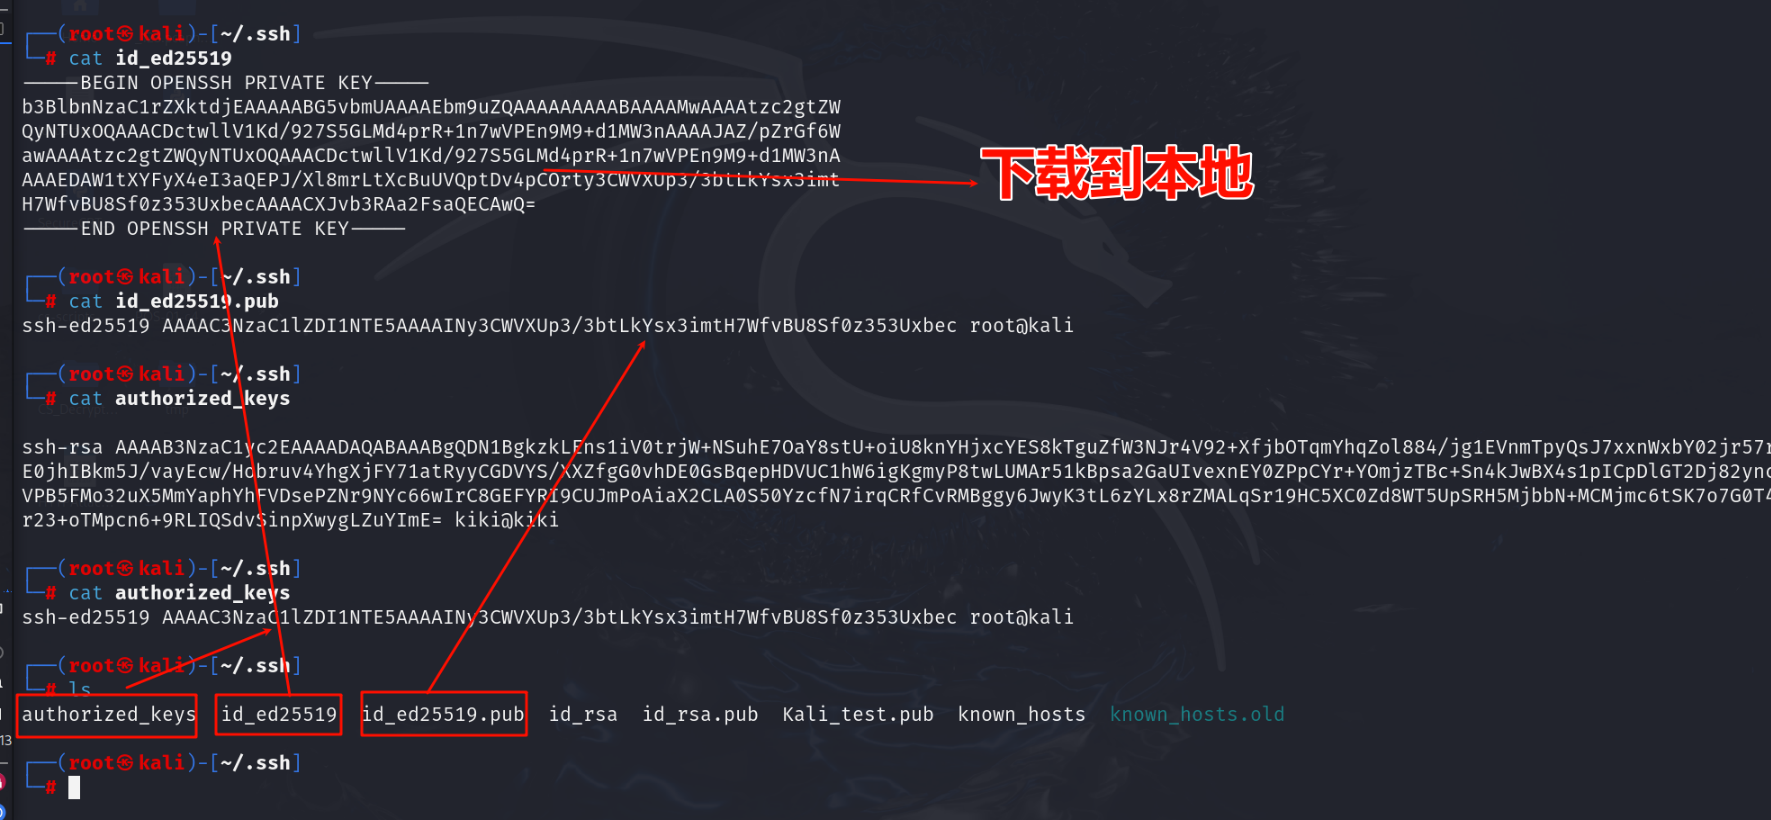 ┌──(root㉿kali)-[~/.ssh]
└─# cat id_ed25519
-----BEGIN OPENSSH PRIVATE KEY-----
b3BlbnNzaC1rZXktdjEAAAAABG5vbmUAAAAEbm9uZQAAAAAAAAABAAAAMwAAAAtzc2gtZW
QyNTUxOQAAACDctwllV1Kd/927S5GLMd4prR+1n7wVPEn9M9+d1MW3nAAAAJAZ/pZrGf6W
awAAAAtzc2gtZWQyNTUxOQAAACDctwllV1Kd/927S5GLMd4prR+1n7wVPEn9M9+d1MW3nA
AAAEDAW1tXYFyX4eI3aQEPJ/Xl8mrLtXcBuUVQptDv4pCOrty3CWVXUp3/3btLkYsx3imt
H7WfvBU8Sf0z353UxbecAAAACXJvb3RAa2FsaQECAwQ=
-----END OPENSSH PRIVATE KEY-----
下载到本地
┌──(root㉿kali)-[~/.ssh]
└─# cat id_ed25519.pub
ssh-ed25519 AAAAC3NzaC1lZDI1NTE5AAAAINy3CWVXUp3/3btLkYsx3imtH7WfvBU8Sf0z353Uxbec root@kali
┌──(root㉿kali)-[~/.ssh]
└─# cat authorized_keys
ssh-rsa AAAAB3NzaC1yc2EAAAADAQABAAABgQDN1BgkzkLEns1iV0trjW+NSuhE7OaY8stU+oiU8knYHjxcYES8kTguZfW3NJr4V92+XfjbOTqmYhqZol884/jg1EVnmTpyQsJ7xxnWxbY02jr57r
E0jhIBkm5J/vayEcw/Hobruv4YhgXjFY71atRyyCGDVYS/XXZfgG0vhDE0GsBqepHDVUC1hW6igKgmyP8twLUMAr51kBpsa2GaUIvexnEY0ZPpCYr+YOmjzTBc+Sn4kJwBX4s1pICpDlGT2Dj82ync
VPB5FMo32uX5MmYaphYhFVDsePZNr9NYc66wIrC8GEFYRI9CUJmPoAiaX2CLA0S50YzcfN7irqCRfCvRMBggy6JwyK3tL6zYLx8rZMALqSr19HC5XC0Zd8WT5UpSRH5MjbbN+MCMjmc6tSK7o7G0T4
r23+oTMpcn6+9RLIQSdvSinpXwygLZuYImE= kiki@kiki
┌──(root㉿kali)-[~/.ssh]
└─# cat authorized_keys
ssh-ed25519 AAAAC3NzaC1lZDI1NTE5AAAAINy3CWVXUp3/3btLkYsx3imtH7WfvBU8Sf0z353Uxbec root@kali
┌──(root㉿kali)-[~/.ssh]
└─# ls
authorized_keys id_ed25519 id_ed25519.pub id_rsa id_rsa.pub Kali_test.pub known_hosts known_hosts.old
┌──(root㉿kali)-[~/.ssh]
└─#